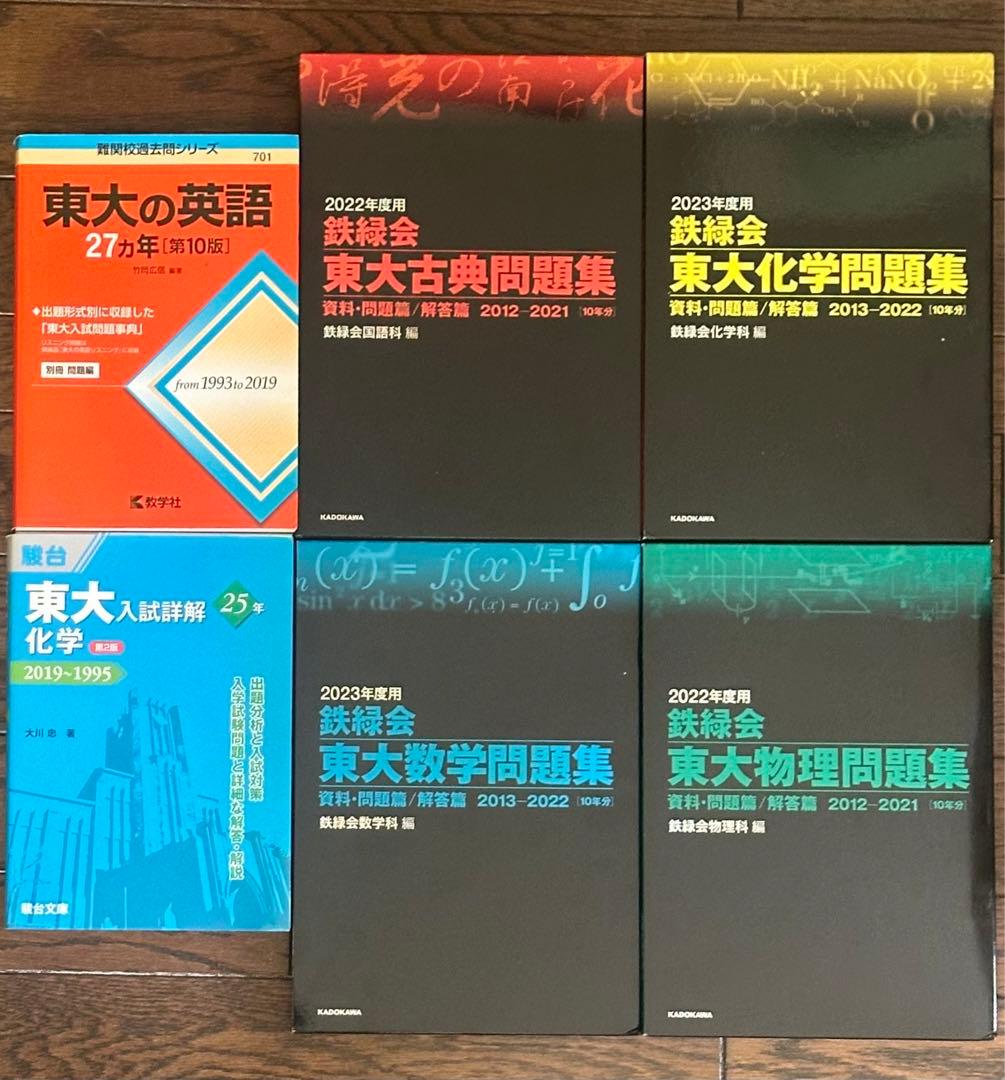 難関校過去問シリーズ
701
東大の英語
27カ年[第10版]
竹岡広信 編著
◆出題形式別に収録した
「東大入試問題事典」
別冊 問題編
from 1993 to 2019
教学社
2022年度用
鉄緑会
東大古典問題集
資料・問題篇/解答篇 2012–2021 [10年分]
鉄緑会国語科 編
KADOKAWA
NH₂ + NaNO₂
2023年度用
鉄緑会
東大化学問題集
資料・問題篇/解答篇 2013–2022 [10年分]
鉄緑会化学科 編
KADOKAWA
駿台
東大入試詳解
25年
化学 第2版
2019~1995
大川 忠 著
出題分析と入試対策
入学試験問題と詳細な解答・解説
駿台文庫
2023年度用
鉄緑会
東大数学問題集
資料・問題篇/解答篇 2013–2022 [10年分]
鉄緑会数学科 編
KADOKAWA
2022年度用
鉄緑会
東大物理問題集
資料・問題篇/解答篇 2012–2021 [10年分]
鉄緑会物理科 編
KADOKAWA